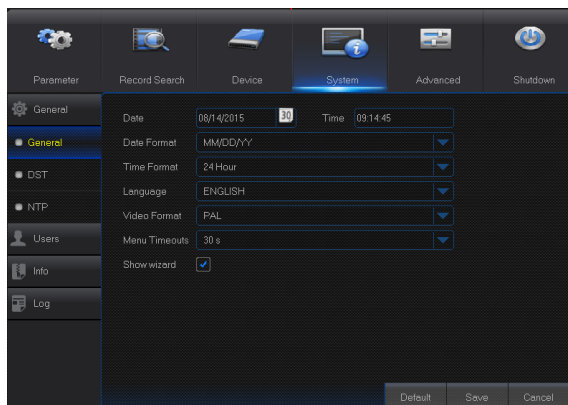 Parameter Record Search Device System Advanced Shutdown
General
General
DST
NTP
Users
Info
Log
Date 08/14/2015 30 Time 09:14:45
Date Format MM/DD/YY
Time Format 24 Hour
Language ENGLISH
Video Format PAL
Menu Timeouts 30 s
Show wizard
Default Save Cancel